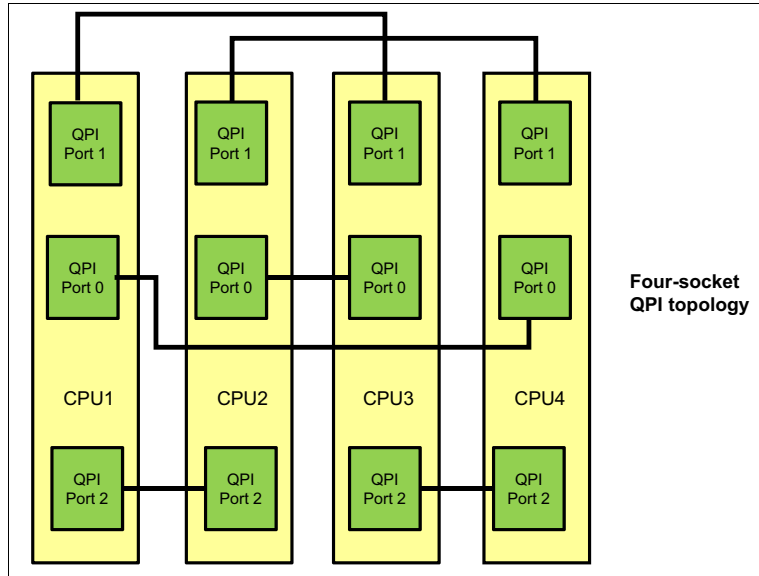 QPI
Port 1
QPI
Port 1
QPI
Port 1
QPI
Port 1
QPI
Port 0
QPI
Port 0
QPI
Port 0
QPI
Port 0
Four-socket
QPI topology
CPU1
CPU2
CPU3
CPU4
QPI
Port 2
QPI
Port 2
QPI
Port 2
QPI
Port 2